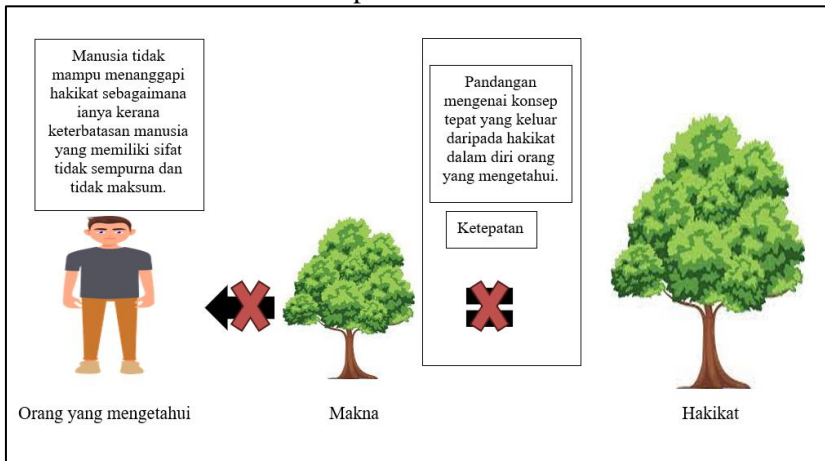 Manusia tidak
mampu menanggapi
hakikat sebagaimana
ianya kerana
keterbatasan manusia
yang memiliki sifat
tidak sempurna dan
tidak maksum.
Pandangan
mengenai konsep
tepat yang keluar
daripada hakikat
dalam diri orang
yang mengetahui.
Ketepatan
Orang yang mengetahui
Makna
Hakikat